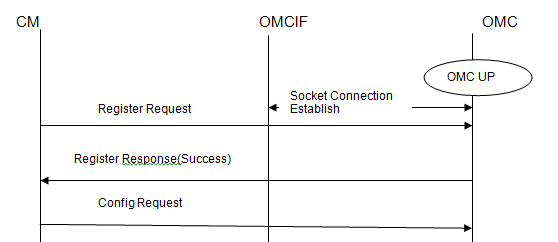 CM
OMCIF
OMC
OMC UP
Socket Connection
Establish
Register Request
Register Response(Success)
Config Request